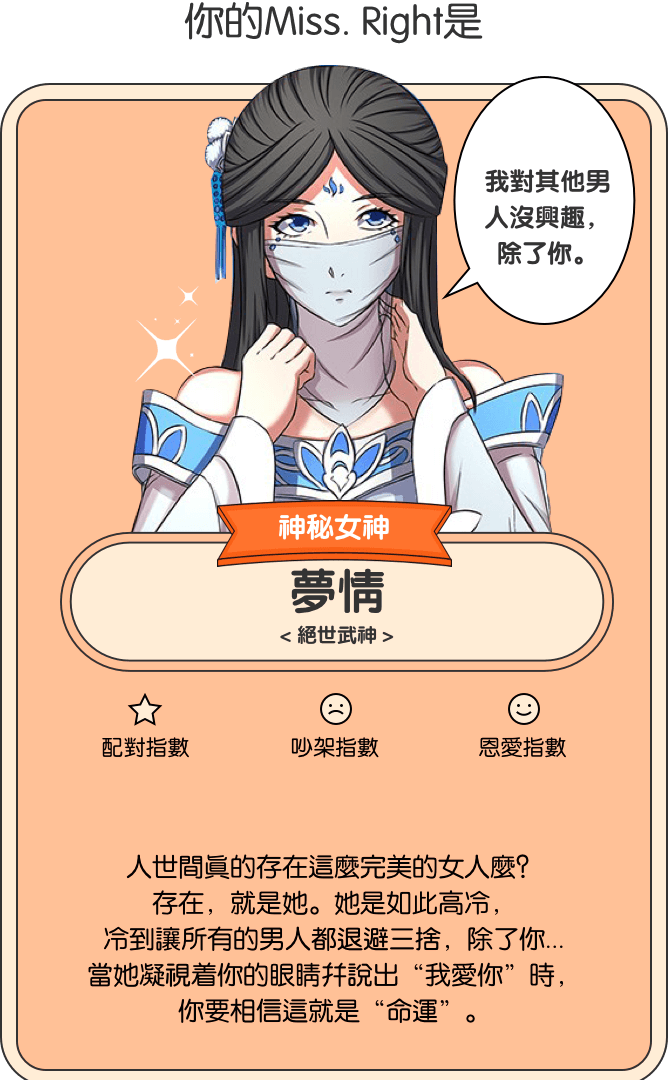 你的Miss. Right是
我對其他男
人沒興趣，
除了你。
神秘女神
夢情
<絕世武神>
配對指數
吵架指數
恩愛指數
人世間真的存在這麼完美的女人麼？
存在，就是她。她是如此高冷，
冷到讓所有的男人都退避三捨，除了你...
當她凝視着你的眼睛并說出“我愛你”時，
你要相信這就是“命運”。